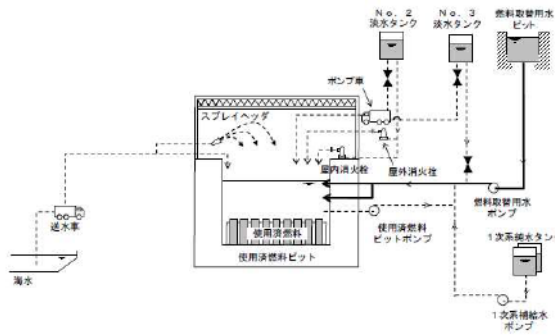 No.2
淡水タンク
No.3
淡水タンク
燃料取替用水
ピット
ポンプ車
スプレイヘッダ
屋内消火栓
屋外消火栓
燃料取替用水
ポンプ
送水車
使用済燃料
ピットポンプ
使用済燃料
使用済燃料ピット
海水
1次系純水タンク
1次系補給水
ポンプ